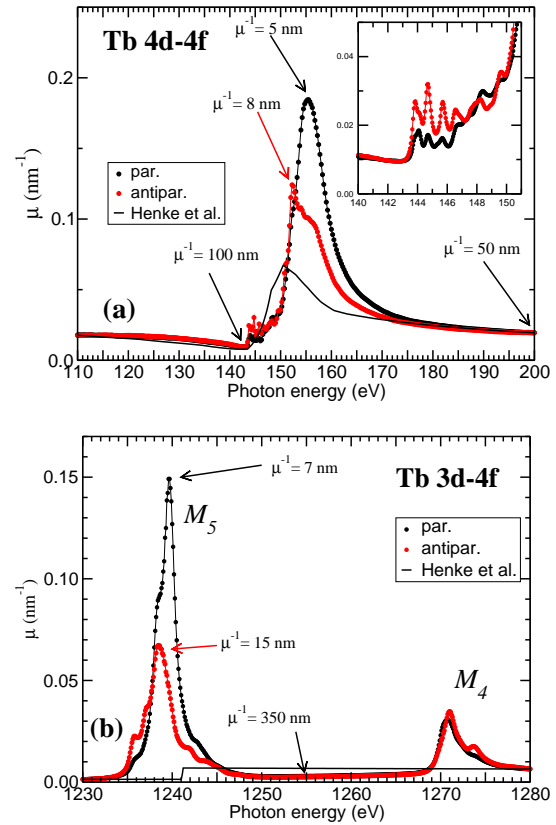 Tb 4d-4f
μ⁻¹= 5 nm
μ⁻¹= 8 nm
par.
antipar.
Henke et al.
μ⁻¹= 100 nm
μ⁻¹= 50 nm
(a)
μ (nm⁻¹)
0.2
0.1
0.0
110 120 130 140 150 160 170 180 190 200
Photon energy (eV)
0.04
0.03
0.01
0.00
140 142 144 146 148 150
Tb 3d-4f
μ⁻¹= 7 nm
M₅
par.
antipar.
Henke et al.
μ⁻¹= 15 nm
μ⁻¹= 350 nm
M₄
(b)
μ (nm⁻¹)
0.15
0.10
0.05
0.00
1230 1240 1250 1260 1270 1280
Photon energy (eV)